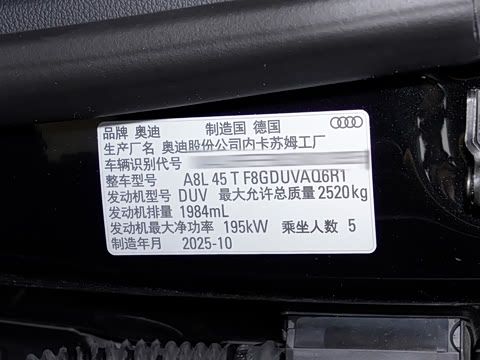 品牌 奥迪 制造国 德国
生产厂名 奥迪股份公司内卡苏姆工厂
车辆识别代号
整车型号 A8L 45 T F8GDUVAQ6R1
发动机型号 DUV 最大允许总质量 2520kg
发动机排量 1984mL
发动机最大净功率 195kW 乘坐人数 5
制造年月 2025-10